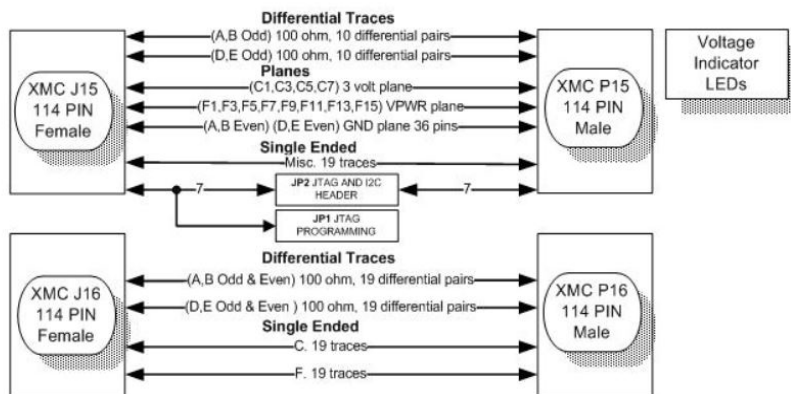 Differential Traces
(A,B Odd) 100 ohm, 10 differential pairs
(D,E Odd) 100 ohm, 10 differential pairs
Planes
(C1,C3,C5,C7) 3 volt plane
(F1,F3,F5,F7,F9,F11,F13,F15) VPWR plane
(A,B Even) (D,E Even) GND plane 36 pins
Single Ended
Misc. 19 traces
XMC J15
114 PIN
Female
XMC P15
114 PIN
Male
Voltage
Indicator
LEDs
7
JP2 JTAG AND I2C
HEADER
7
JP1 JTAG
PROGRAMMING
Differential Traces
(A,B Odd & Even) 100 ohm, 19 differential pairs
(D,E Odd & Even ) 100 ohm, 19 differential pairs
Single Ended
C. 19 traces
F. 19 traces
XMC J16
114 PIN
Female
XMC P16
114 PIN
Male